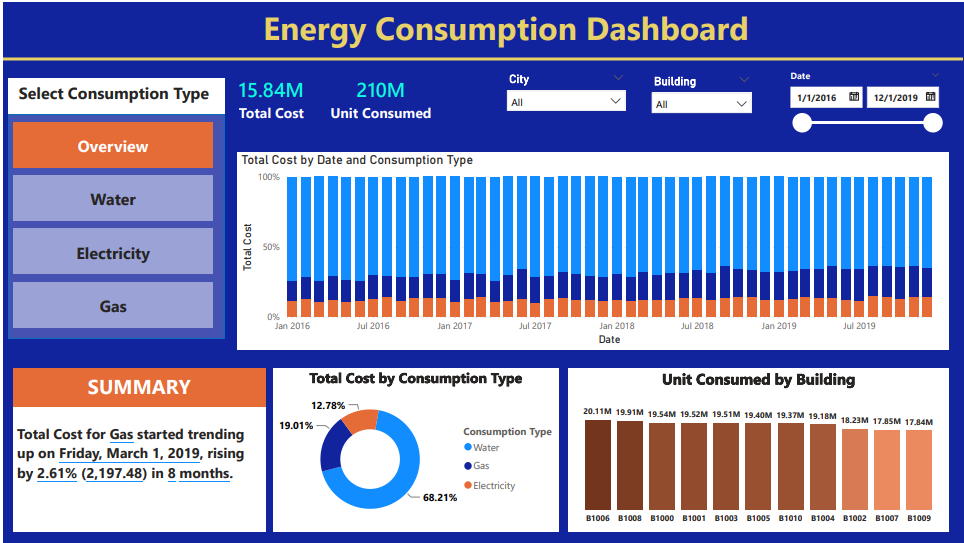 Energy Consumption Dashboard
Select Consumption Type
Overview
Water
Electricity
Gas
15.84M
Total Cost
210M
Unit Consumed
City
All
Building
All
Date
1/1/2016
12/1/2019
Total Cost by Date and Consumption Type
Total Cost
100%
50%
0%
Jan 2016 Jul 2016 Jan 2017 Jul 2017 Jan 2018 Jul 2018 Jan 2019 Jul 2019
Date
SUMMARY
Total Cost for Gas started trending
up on Friday, March 1, 2019, rising
by 2.61% (2,197.48) in 8 months.
Total Cost by Consumption Type
12.78%
19.01%
68.21%
Consumption Type
Water
Gas
Electricity
Unit Consumed by Building
20.11M 19.91M 19.54M 19.52M 19.51M 19.40M 19.37M 19.18M 18.23M 17.85M 17.84M
B1006 B1008 B1000 B1001 B1003 B1005 B1010 B1004 B1002 B1007 B1009